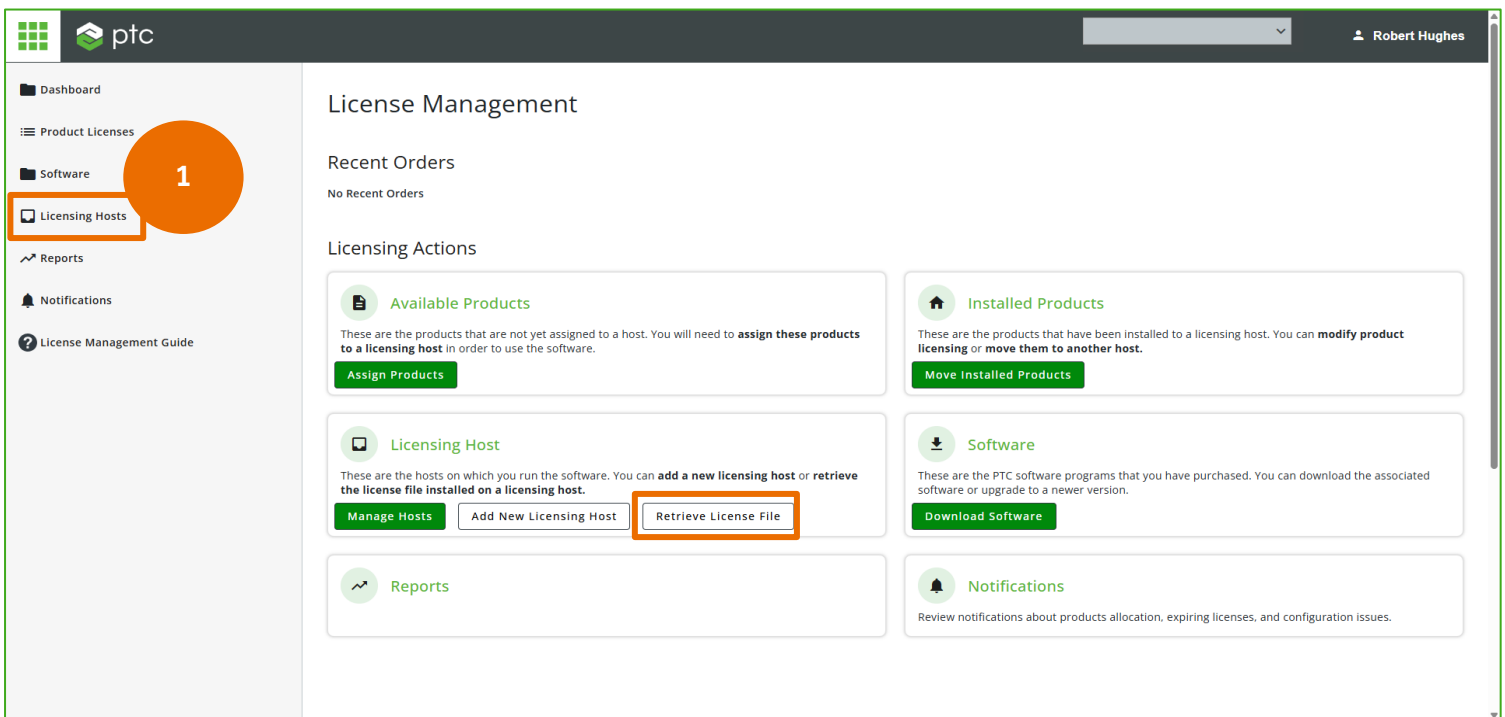 ptc
Robert Hughes
Dashboard
Product Licenses
Software
1
Licensing Hosts
Reports
Notifications
License Management Guide
License Management
Recent Orders
No Recent Orders
Licensing Actions
Available Products
These are the products that are not yet assigned to a host. You will need to assign these products
to a licensing host in order to use the software.
Assign Products
Installed Products
These are the products that have been installed to a licensing host. You can modify product
licensing or move them to another host.
Move Installed Products
Licensing Host
These are the hosts on which you run the software. You can add a new licensing host or retrieve
the license file installed on a licensing host.
Manage Hosts
Add New Licensing Host
Retrieve License File
Software
These are the PTC software programs that you have purchased. You can download the associated
software or upgrade to a newer version.
Download Software
Reports
Notifications
Review notifications about products allocation, expiring licenses, and configuration issues.